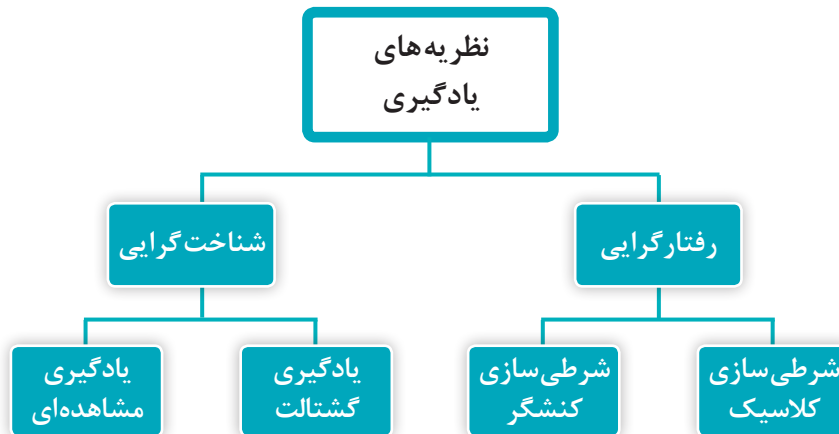 نظریه‌های
یادگیری
رفتارگرایی
شناخت‌گرایی
شرطی‌سازی
کلاسیک
شرطی‌سازی
کنشگر
یادگیری
گشتالت
یادگیری
مشاهده‌ای